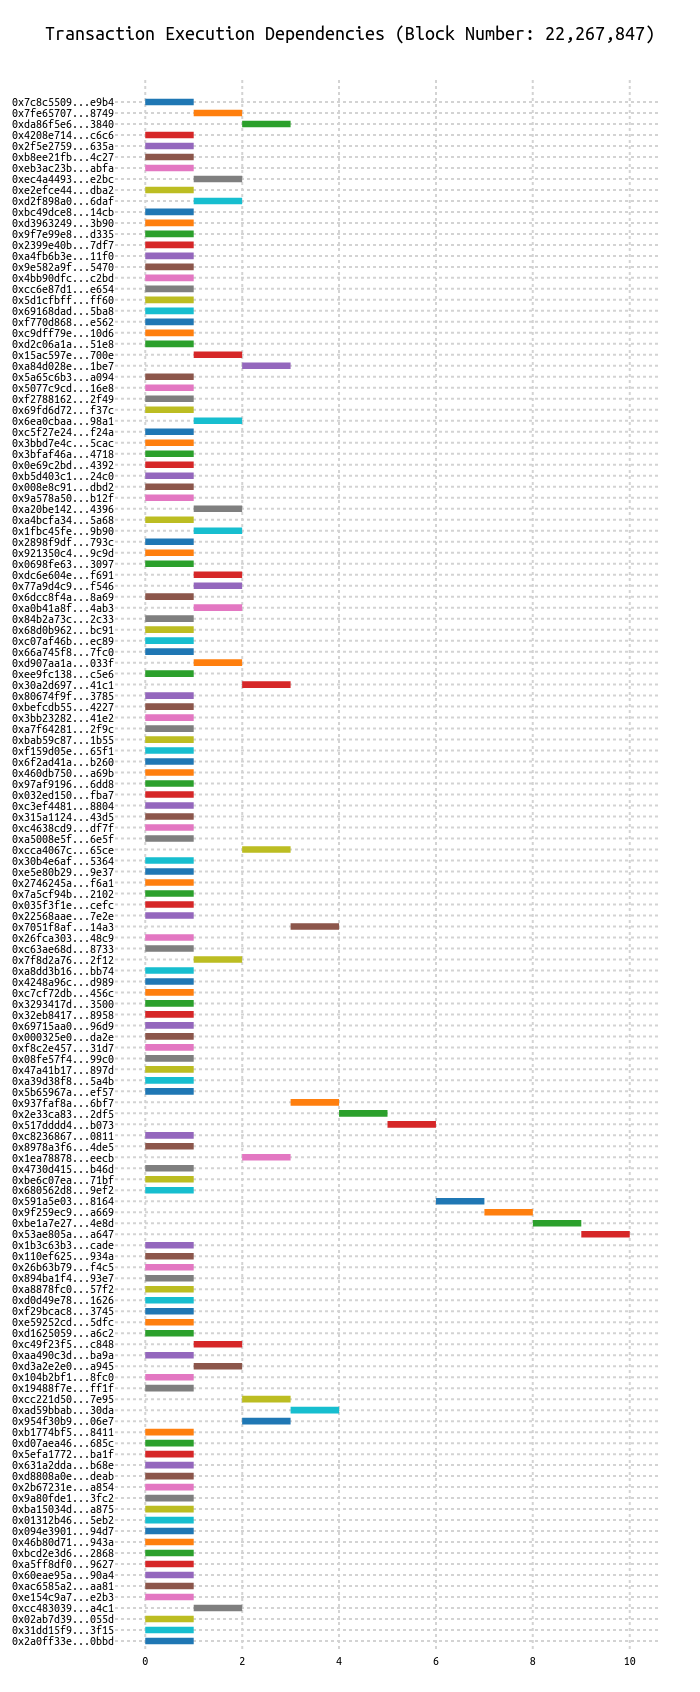 Transaction Execution Dependencies (Block Number: 22,267,847)
0x7c8c5509...e9b4
0x7fe65707...8749
0xda86f5e6...3840
0x4208e714...c6c6
0x2f5e2759...635a
0xb8ee21fb...4c27
0xeb3ac23b...abfa
0xec4a4493...e2bc
0xe2efce44...dba2
0xd2f898a0...6daf
0xbc49dce8...14cb
0xd3963249...3b90
0x9f7e99e8...d335
0x2399e40b...7df7
0xa4fb6b3e...11f0
0x9e582a9f...5470
0x4bb90dfc...c2bd
0xcc6e87d1...e654
0x5d1cfbff...ff60
0x69168dad...5ba8
0xf770d868...e562
0xc9dff79e...10d6
0xd2c06a1a...51e8
0x15ac597e...700e
0xa84d028e...1be7
0x5a65c6b3...a094
0x5077c9cd...16e8
0xf2788162...2f49
0x69fd6d72...f37c
0x6ea0cbaa...98a1
0xc5f27e24...f24a
0x3bbd7e4c...5cac
0x3bfaf46a...4718
0x0e69c2bd...4392
0xb5d403c1...24c0
0x008e8c91...dbd2
0x9a578a50...b12f
0xa20be142...4396
0xa4bcfa34...5a68
0x1fbc45fe...9b90
0x2898f9df...793c
0x921350c4...9c9d
0x0698fe63...3097
0xdc6e604e...f691
0x77a9d4c9...f546
0x6dcc8f4a...8a69
0xa0b41a8f...4ab3
0x84b2a73c...2c33
0x68d0b962...bc91
0xc07af46b...ec89
0x66a745f8...7fc0
0xd907aa1a...033f
0xee9fc138...c5e6
0x30a2d697...41c1
0x80674f9f...3785
0xbefcdb55...4227
0x3bb23282...41e2
0xa7f64281...2f9c
0xbab59c87...1b55
0xf159d05e...65f1
0x6f2ad41a...b260
0x460db750...a69b
0x97af9196...6dd8
0x032ed150...fba7
0xc3ef4481...8804
0x315a1124...43d5
0xc4638cd9...df7f
0xa5008e5f...6e5f
0xcca4067c...65ce
0x30b4e6af...5364
0xe5e80b29...9e37
0x2746245a...f6a1
0x7a5cf94b...2102
0x035f3f1e...cefc
0x22568aae...7e2e
0x7051f8af...14a3
0x26fca303...48c9
0xc63ae68d...8733
0x7f8d2a76...2f12
0xa8dd3b16...bb74
0x4248a96c...d989
0xc7cf72db...456c
0x3293417d...3500
0x32eb8417...8958
0x69715aa0...96d9
0x000325e0...da2e
0xf8c2e457...31d7
0x08fe57f4...99c0
0x47a41b17...897d
0xa39d38f8...5a4b
0x5b65967a...ef57
0x937faf8a...6bf7
0x2e33ca83...2df5
0x517dddd4...b073
0xc8236867...0811
0x8978a3f6...4de5
0x1ea78878...eecb
0x4730d415...b46d
0xbe6c07ea...71bf
0x680562d8...9ef2
0x591a5e03...8164
0x9f259ec9...a669
0xbe1a7e27...4e8d
0x53ae805a...a647
0x1b3c63b3...cade
0x110ef625...934a
0x26b63b79...f4c5
0x894ba1f4...93e7
0xa8878fc0...57f2
0xd0d49e78...1626
0xf29bcac8...3745
0xe59252cd...5dfc
0xd1625059...a6c2
0xc49f23f5...c848
0xaa490c3d...ba9a
0xd3a2e2e0...a945
0x104b2bf1...8fc0
0x19488f7e...ff1f
0xcc221d50...7e95
0xad59bbab...30da
0x954f30b9...06e7
0xb1774bf5...8411
0xd07aea46...685c
0x5efa1772...ba1f
0x631a2dda...b68e
0xd8808a0e...deab
0x2b67231e...a854
0x9a80fde1...3fc2
0xba15034d...a875
0x01312b46...5eb2
0x094e3901...94d7
0x46b80d71...943a
0xbcd2e3d6...2868
0xa5ff8df0...9627
0x60eae95a...90a4
0xac6585a2...aa81
0xe154c9a7...e2b3
0xcc483039...a4c1
0x02ab7d39...055d
0x31dd15f9...3f15
0x2a0ff33e...0bbd
0 2 4 6 8 10